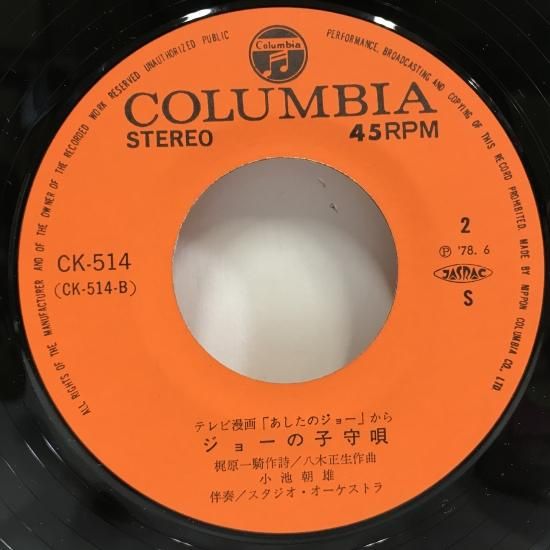 ALL RIGHTS OF THE MANUFACTURER AND OF THE OWNER OF THE RECORDED WORK RESERVED UNAUTHORIZED PUBLIC PERFORMANCE, BROADCASTING AND COPYING OF THIS RECORD PROHIBITED. MADE BY NIPPON COLUMBIA CO., LTD.
Columbia
COLUMBIA
STEREO 45RPM
CK-514
(CK-514-B)
2
Ⓟ '78. 6
JASRAC
S
テレビ漫画「あしたのジョー」から
ジョーの子守唄
梶原一騎作詩/八木正生作曲
小池朝雄
伴奏/スタジオ・オーケストラ